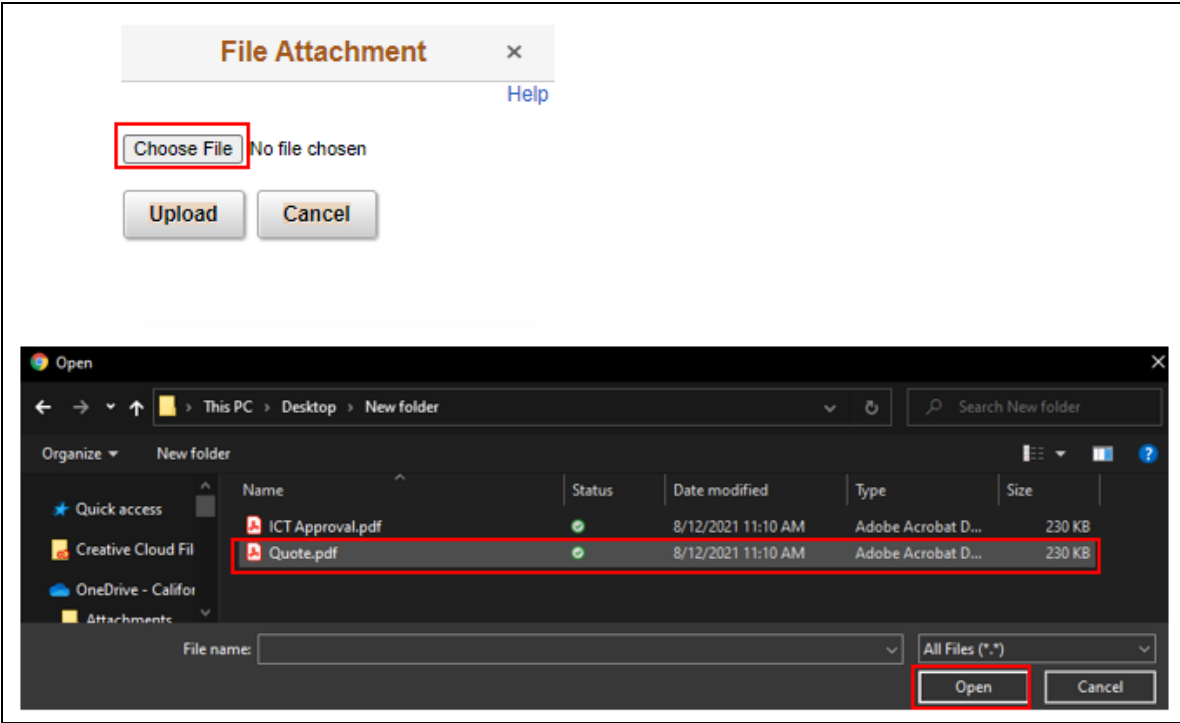 File Attachment ×
Help
Choose File No file chosen
Upload Cancel
Open
This PC > Desktop > New folder Search New folder
Organize New folder
Name Status Date modified Type Size
Quick access
ICT Approval.pdf 8/12/2021 11:10 AM Adobe Acrobat D... 230 KB
Creative Cloud Fil
Quote.pdf 8/12/2021 11:10 AM Adobe Acrobat D... 230 KB
OneDrive - Califor
Attachments
File name: All Files (*.*)
Open Cancel